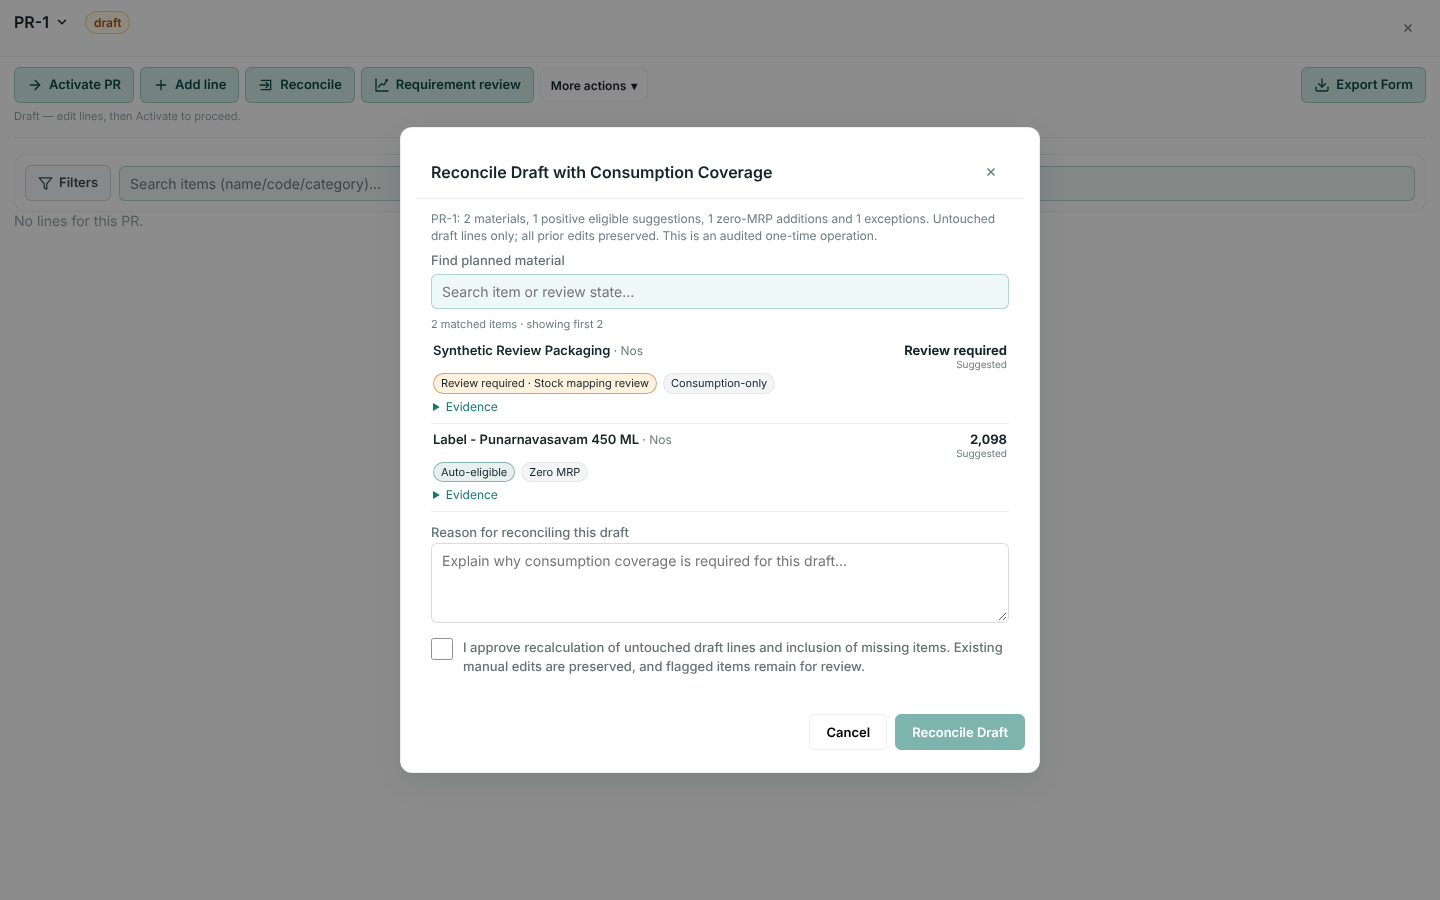 PR-1
draft
×
Activate PR
Add line
Reconcile
Requirement review
More actions ▾
Export Form
Draft — edit lines, then Activate to proceed.
Filters
Search items (name/code/category)...
No lines for this PR.
Reconcile Draft with Consumption Coverage
×
PR-1: 2 materials, 1 positive eligible suggestions, 1 zero-MRP additions and 1 exceptions. Untouched
draft lines only; all prior edits preserved. This is an audited one-time operation.
Find planned material
Search item or review state...
2 matched items · showing first 2
Synthetic Review Packaging · Nos
Review required
Suggested
Review required · Stock mapping review
Consumption-only
▶ Evidence
Label - Punarnavasavam 450 ML · Nos
2,098
Suggested
Auto-eligible
Zero MRP
▶ Evidence
Reason for reconciling this draft
Explain why consumption coverage is required for this draft...
I approve recalculation of untouched draft lines and inclusion of missing items. Existing
manual edits are preserved, and flagged items remain for review.
Cancel
Reconcile Draft